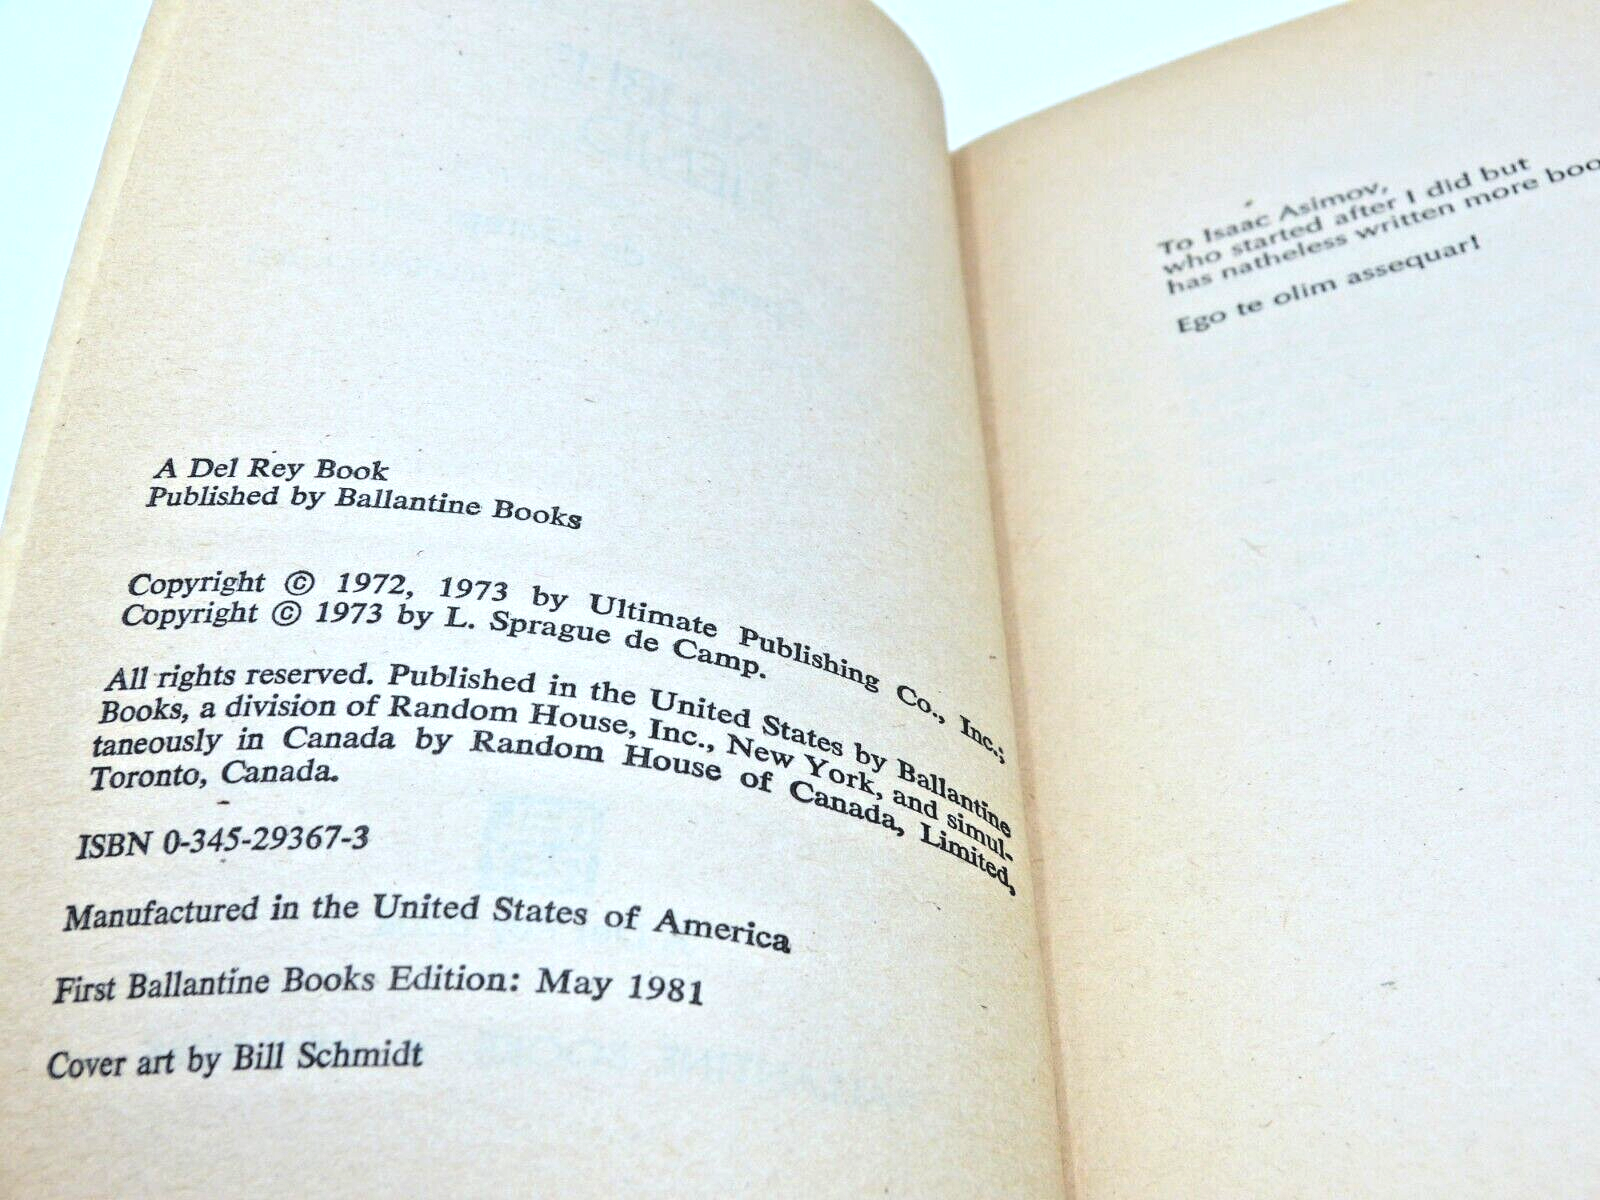 A Del Rey Book
Published by Ballantine Books
Copyright © 1972, 1973 by Ultimate Publishing Co., Inc.;
Copyright © 1973 by L. Sprague de Camp.
All rights reserved. Published in the United States by Ballantine
Books, a division of Random House, Inc., New York, and simul-
taneously in Canada by Random House of Canada, Limited,
Toronto, Canada.
ISBN 0-345-29367-3
Manufactured in the United States of America
First Ballantine Books Edition: May 1981
Cover art by Bill Schmidt
To Isaac Asimov,
who started after I did but
has natheless written more boo
Ego te olim assequar!